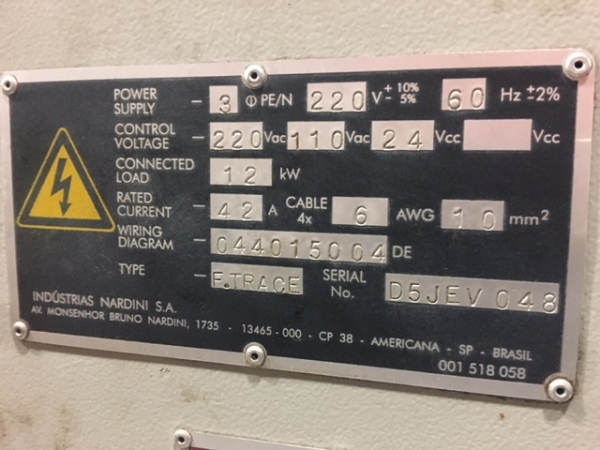 POWER SUPPLY - 3 Φ PE/N 220 V + 10% - 5% 60 Hz ±2%
CONTROL VOLTAGE - 220 Vac 110 Vac 24 Vcc Vcc
CONNECTED LOAD - 12 kW
RATED CURRENT - 42 A CABLE 4x 6 AWG 10 mm²
WIRING DIAGRAM - 044015004 DE
TYPE - F.TRACE SERIAL No. D5JEV 048
INDÚSTRIAS NARDINI S.A.
AV. MONSENHOR BRUNO NARDINI, 1735 - 13465-000 - CP 38 - AMERICANA - SP - BRASIL
001 518 058